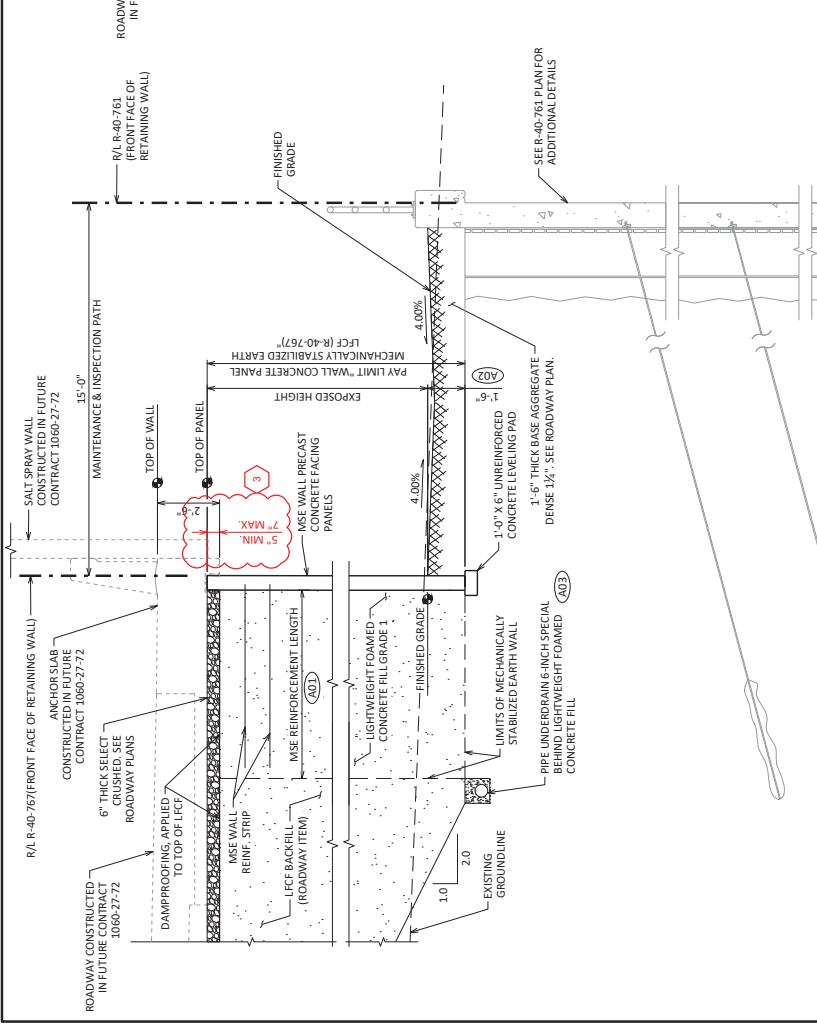 ROADW
IN F
R/L R-40-761
(FRONT FACE OF
RETAINING WALL)
SEE R-40-761 PLAN FOR
ADDITIONAL DETAILS
FINISHED
GRADE
15'-0"
MAINTENANCE & INSPECTION PATH
SALT SPRAY WALL
CONSTRUCTED IN FUTURE
CONTRACT 1060-27-72
TOP OF WALL
TOP OF PANEL
2'-6"
5" MIN.
7" MAX.
3
MSE WALL PRECAST
CONCRETE FACING
PANELS
EXPOSED HEIGHT
PAY LIMIT "WALL CONCRETE PANEL
MECHANICALLY STABILIZED EARTH
LFCF (R-40-767"
4.00%
4.00%
1'-6"
A02
1'-0" X 6" UNREINFORCED
CONCRETE LEVELING PAD
1'-6" THICK BASE AGGREGATE
DENSE 1¼". SEE ROADWAY PLAN.
R/L R-40-767(FRONT FACE OF RETAINING WALL)
ANCHOR SLAB
CONSTRUCTED IN FUTURE
CONTRACT 1060-27-72
6" THICK SELECT
CRUSHED. SEE
ROADWAY PLANS
ROADWAY CONSTRUCTED
IN FUTURE CONTRACT
1060-27-72
DAMPPROOFING, APPLIED
TO TOP OF LFCF
MSE WALL
REINF. STRIP
MSE REINFORCEMENT LENGTH
A01
LFCF BACKFILL
(ROADWAY ITEM)
LIGHTWEIGHT FOAMED
CONCRETE FILL GRADE 1
FINISHED GRADE
LIMITS OF MECHANICALLY
STABILIZED EARTH WALL
PIPE UNDERDRAIN 6-INCH SPECIAL
BEHIND LIGHTWEIGHT FOAMED
CONCRETE FILL
A03
1.0
2.0
EXISTING
GROUNDLINE